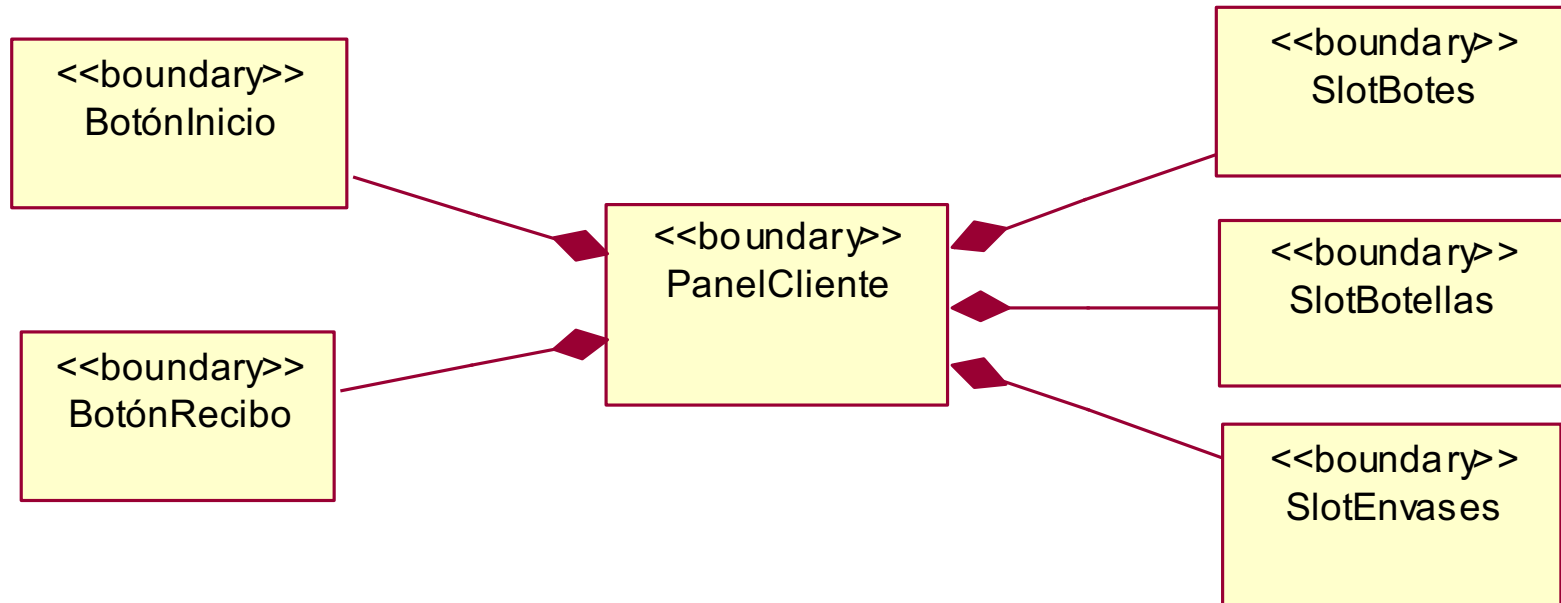 <<boundary>>
BotónInicio
<<boundary>>
BotónRecibo
<<boundary>>
PanelCliente
<<boundary>>
SlotBotes
<<boundary>>
SlotBotellas
<<boundary>>
SlotEnvases